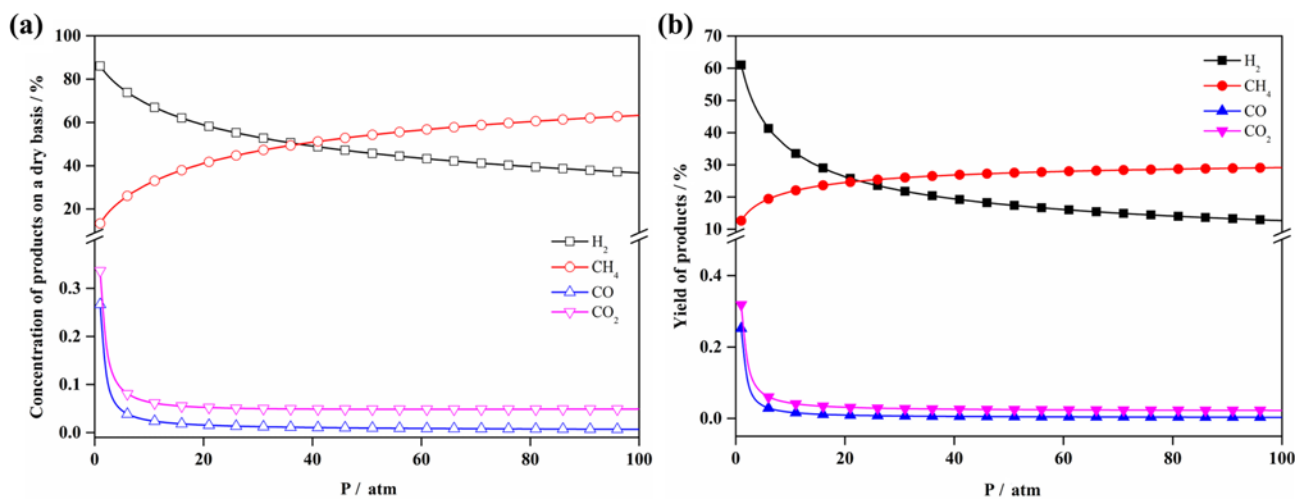 (a)
Concentration of products on a dry basis / %
100
80
60
40
20
0.3
0.2
0.1
0.0
H₂
CH₄
CO
CO₂
0 20 40 60 80 100
P / atm
(b)
Yield of products / %
70
60
50
40
30
20
10
0.4
0.2
0.0
H₂
CH₄
CO
CO₂
0 20 40 60 80 100
P / atm